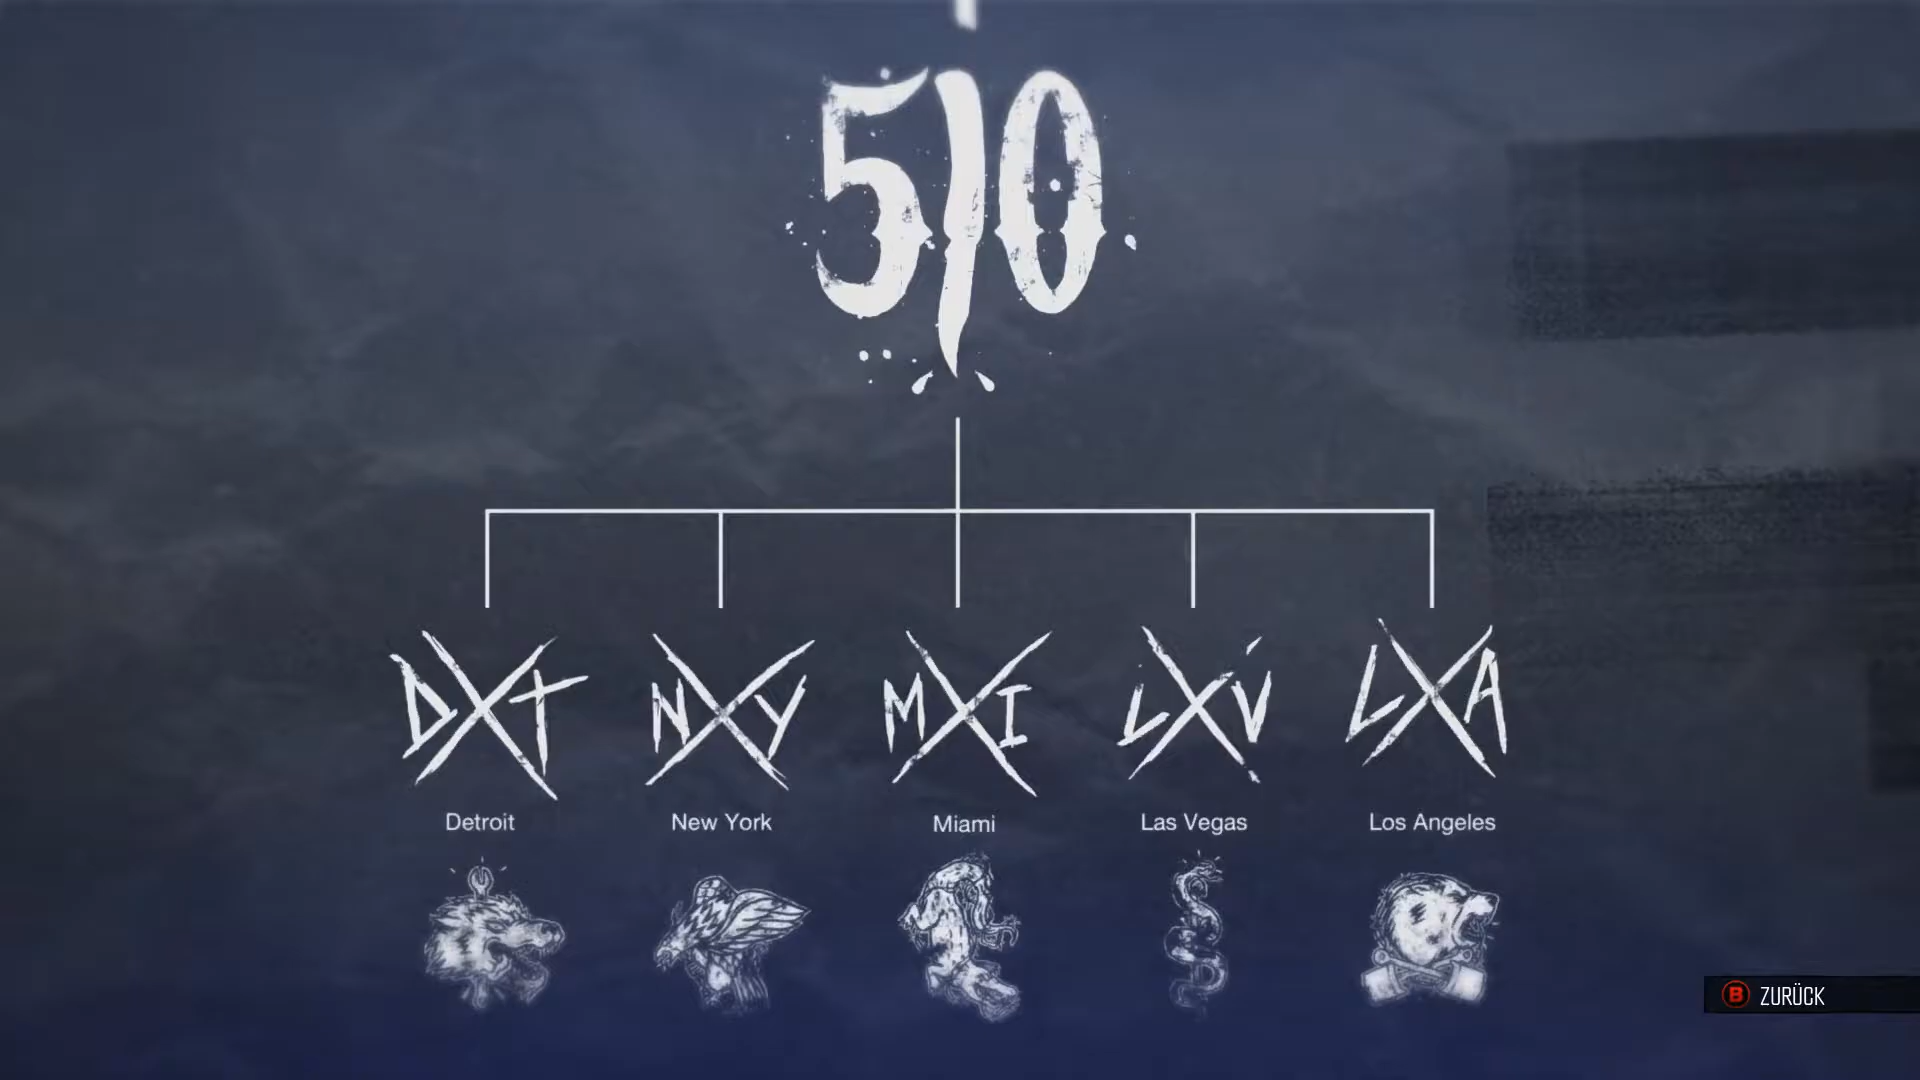 510
DXT NXY MXI LXV LXA
Detroit New York Miami Las Vegas Los Angeles
B ZURÜCK